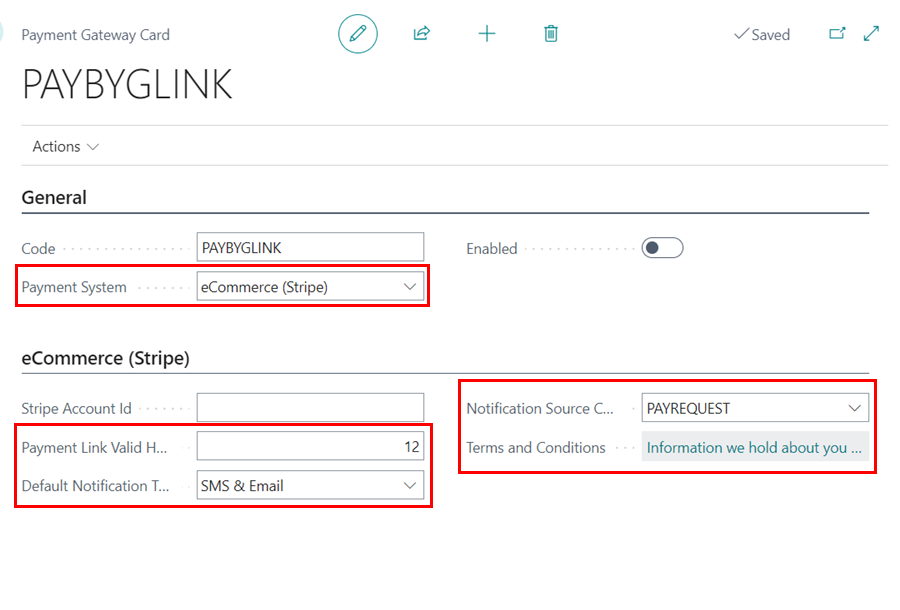 Payment Gateway Card
Saved
PAYBYGLINK
Actions
General
Code PAYBYGLINK
Enabled
Payment System eCommerce (Stripe)
eCommerce (Stripe)
Stripe Account Id
Notification Source C... PAYREQUEST
Payment Link Valid H... 12
Terms and Conditions Information we hold about you ...
Default Notification T... SMS & Email